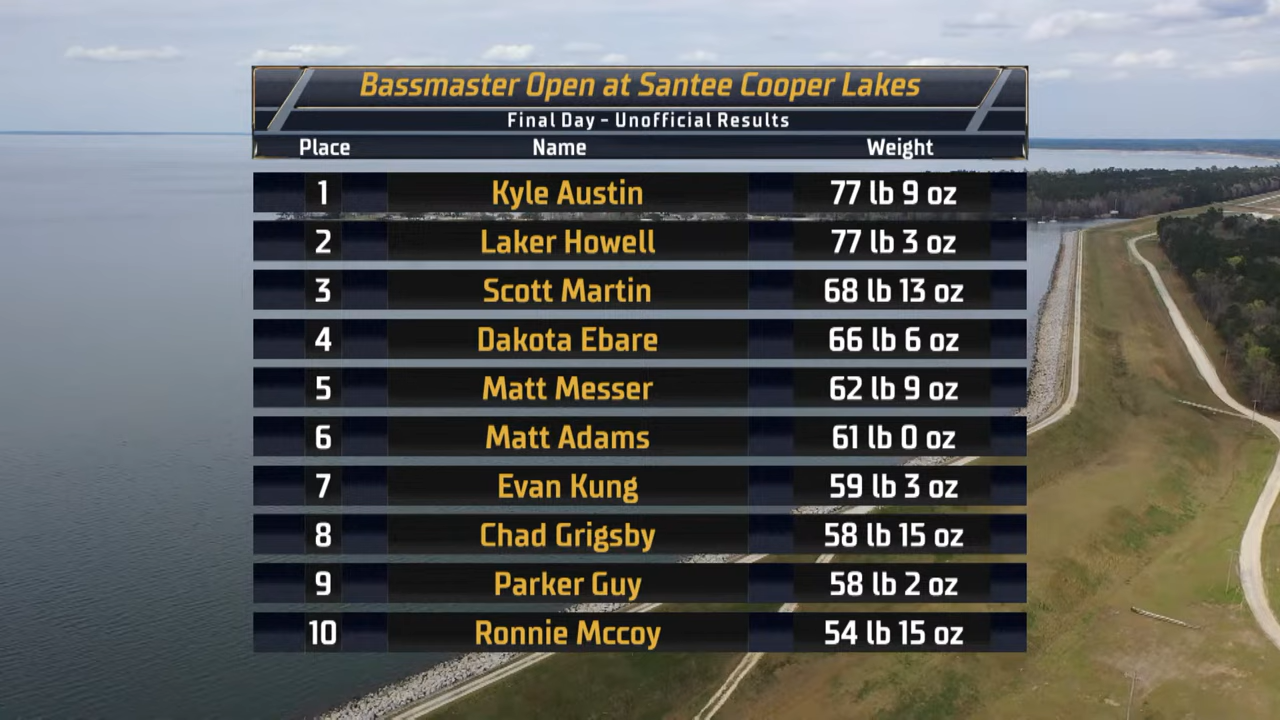 Bassmaster Open at Santee Cooper Lakes
Final Day - Unofficial Results
Place Name Weight
1 Kyle Austin 77 lb 9 oz
2 Laker Howell 77 lb 3 oz
3 Scott Martin 68 lb 13 oz
4 Dakota Ebare 66 lb 6 oz
5 Matt Messer 62 lb 9 oz
6 Matt Adams 61 lb 0 oz
7 Evan Kung 59 lb 3 oz
8 Chad Grigsby 58 lb 15 oz
9 Parker Guy 58 lb 2 oz
10 Ronnie Mccoy 54 lb 15 oz